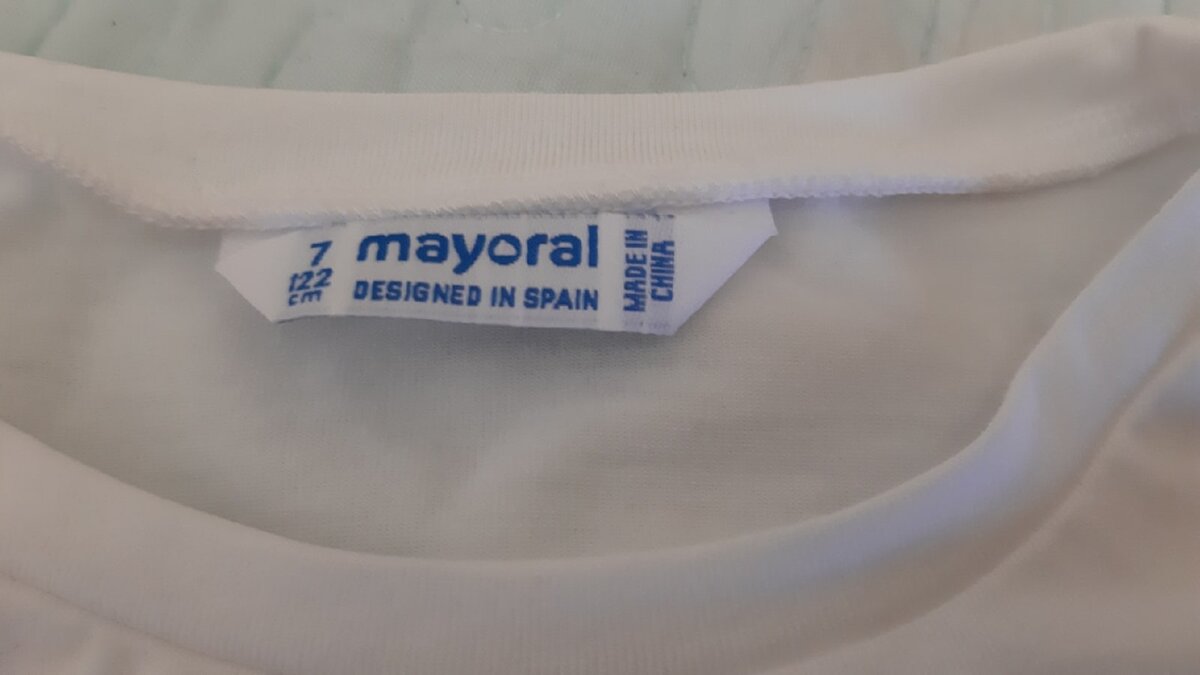 7
122
cm
mayoral
DESIGNED IN SPAIN
MADE IN
CHINA